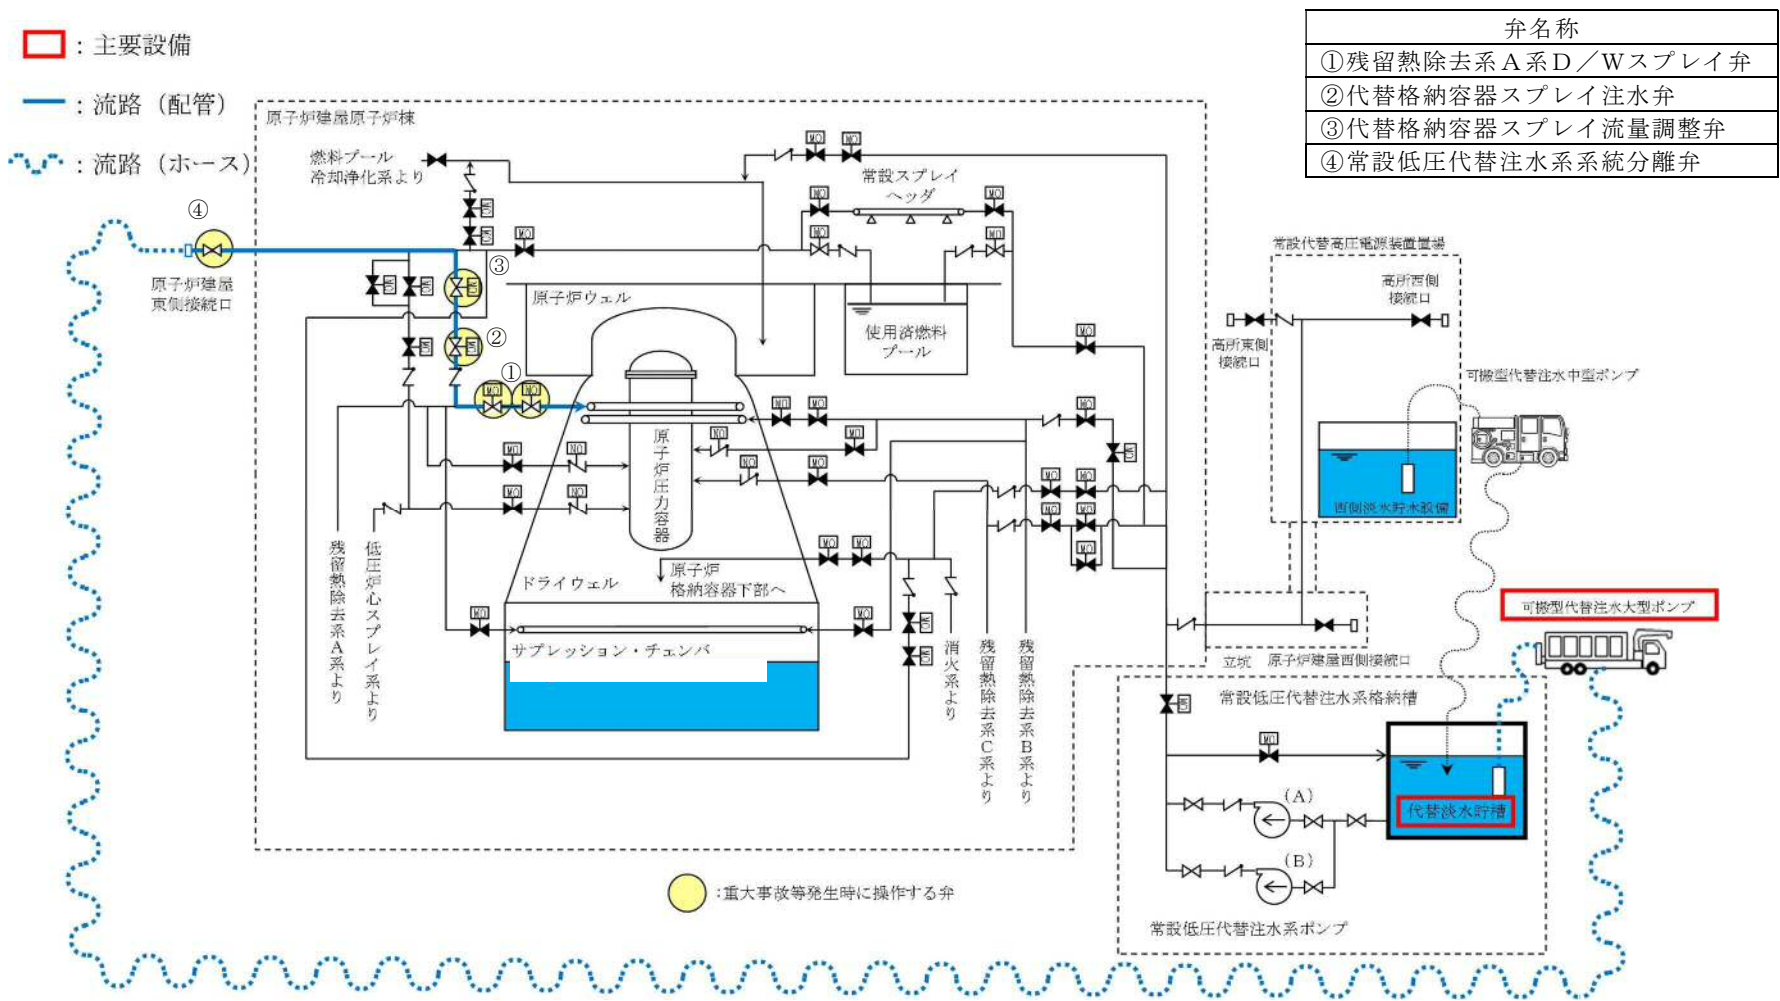 ：主要設備
：流路（配管）
：流路（ホース）
弁名称
①残留熱除去系Ａ系Ｄ／Ｗスプレイ弁
②代替格納容器スプレイ注水弁
③代替格納容器スプレイ流量調整弁
④常設低圧代替注水系系統分離弁
原子炉建屋原子炉棟
燃料プール
冷却浄化系より
常設スプレイ
ヘッダ
④
原子炉建屋
東側接続口
③
②
①
原子炉ウェル
使用済燃料
プール
原子炉圧力容器
ドライウェル
原子炉
格納容器下部へ
サプレッション・チェンバ
残留熱除去系Ａ系より
低圧炉心スプレイ系より
消火系より
残留熱除去系Ｃ系より
残留熱除去系Ｂ系より
常設代替高圧電源装置置場
高所西側
接続口
高所東側
接続口
可搬型代替注水中型ポンプ
西側淡水貯水設備
可搬型代替注水大型ポンプ
立坑
原子炉建屋西側接続口
常設低圧代替注水系格納槽
代替淡水貯槽
（Ａ）
（Ｂ）
常設低圧代替注水系ポンプ
：重大事故等発生時に操作する弁